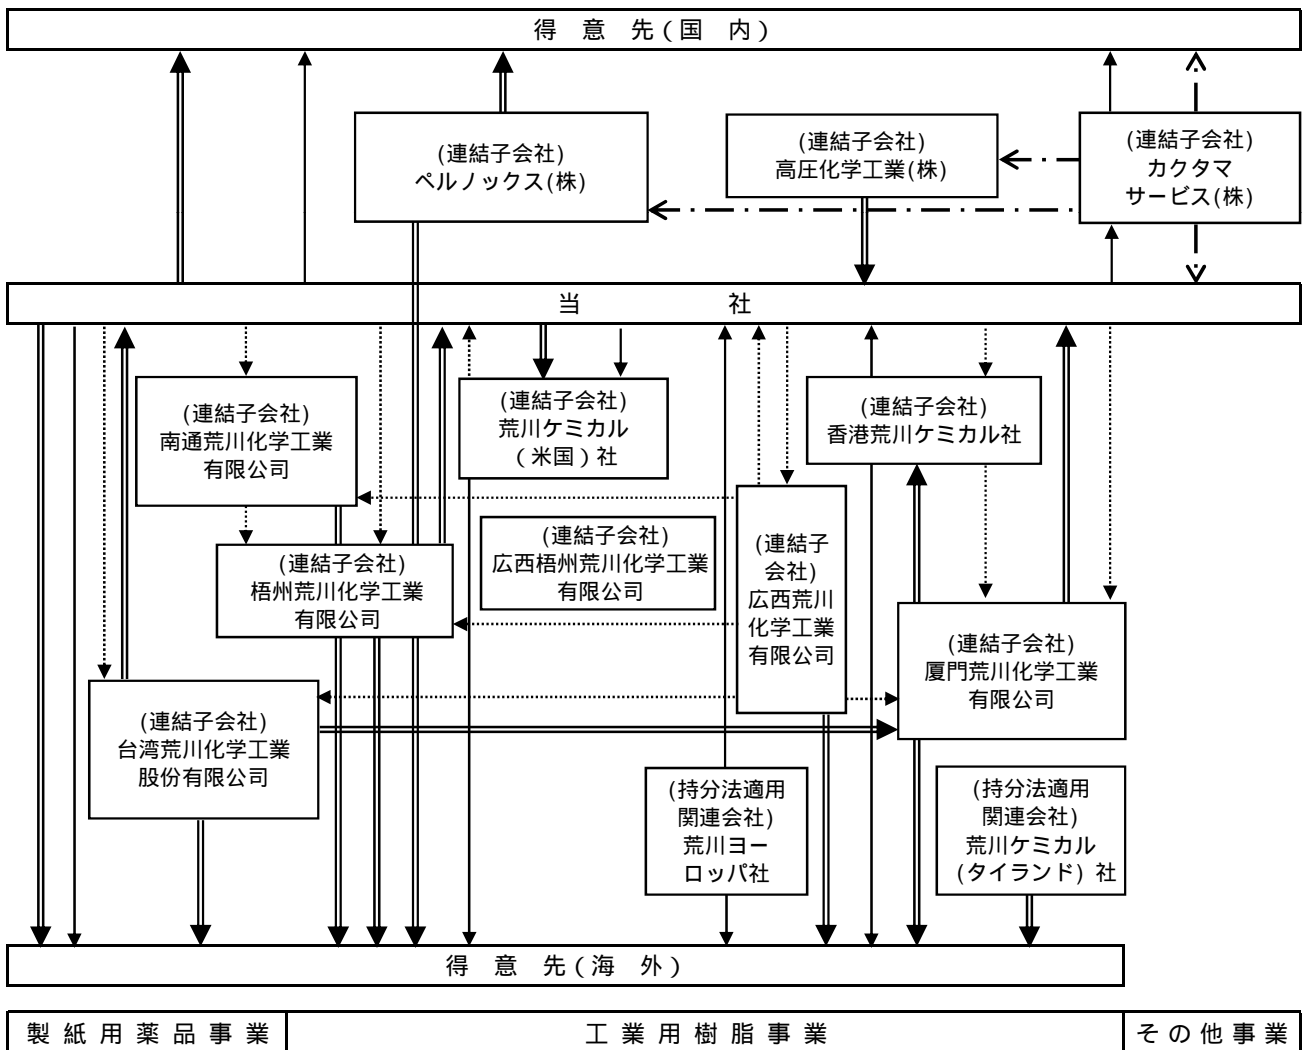 得 意 先(国 内)
(連結子会社)
ペルノックス(株)
(連結子会社)
高圧化学工業(株)
(連結子会社)
カクタマ
サービス(株)
当 社
(連結子会社)
南通荒川化学工業
有限公司
(連結子会社)
荒川ケミカル
(米国)社
(連結子会社)
香港荒川ケミカル社
(連結子会社)
梧州荒川化学工業
有限公司
(連結子会社)
広西梧州荒川化学工業
有限公司
(連結子
会社)
広西荒川
化学工業
有限公司
(連結子会社)
厦門荒川化学工業
有限公司
(連結子会社)
台湾荒川化学工業
股份有限公司
(持分法適用
関連会社)
荒川ヨー
ロッパ社
(持分法適用
関連会社)
荒川ケミカル
(タイランド) 社
得 意 先(海 外)
製紙用薬品事業
工業用樹脂事業
その他事業